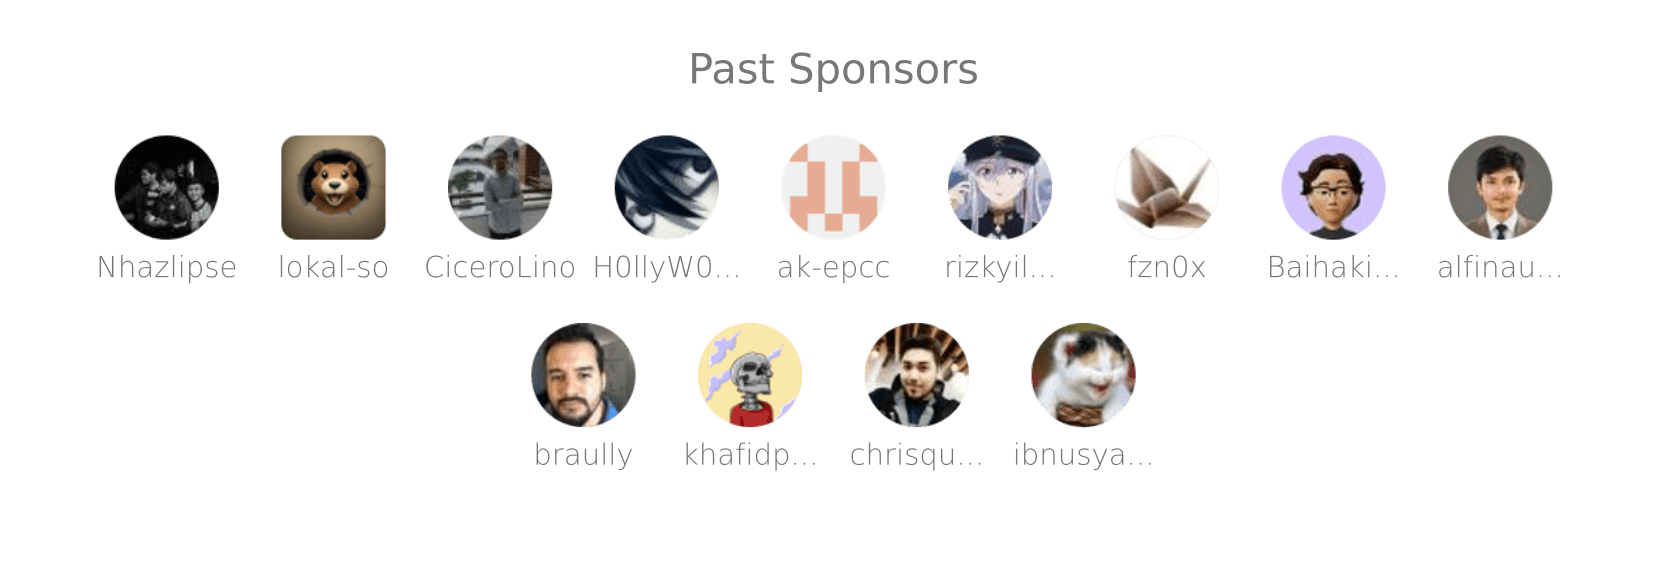 Past Sponsors
Nhazlipse lokal-so CiceroLino H0llyW0... ak-epcc rizkyil... fzn0x Baihaki... alfinau...
braully khafidp... chrisqu... ibnusya...